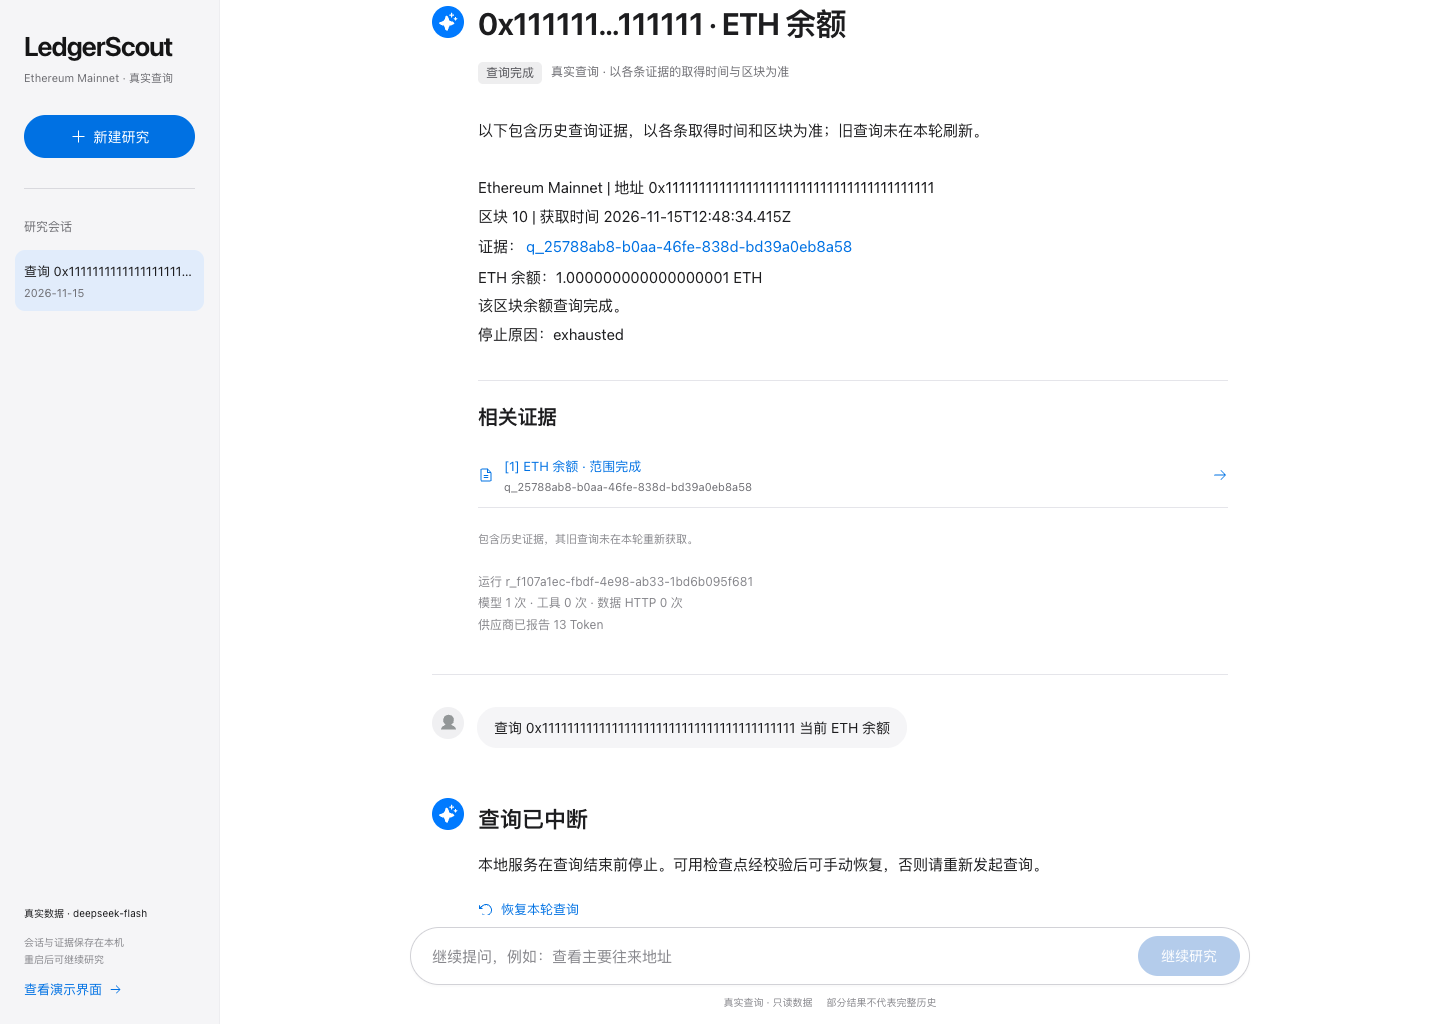 LedgerScout
Ethereum Mainnet · 真实查询
新建研究
研究会话
查询 0x1111111111111111111...
2026-11-15
真实数据 · deepseek-flash
会话与证据保存在本机
重启后可继续研究
查看演示界面
0x111111...111111 · ETH 余额
查询完成
真实查询 · 以各条证据的取得时间与区块为准
以下包含历史查询证据，以各条取得时间和区块为准；旧查询未在本轮刷新。
Ethereum Mainnet | 地址 0x1111111111111111111111111111111111111111
区块 10 | 获取时间 2026-11-15T12:48:34.415Z
证据： q_25788ab8-b0aa-46fe-838d-bd39a0eb8a58
ETH 余额：1.000000000000000001 ETH
该区块余额查询完成。
停止原因：exhausted
相关证据
[1] ETH 余额 · 范围完成
q_25788ab8-b0aa-46fe-838d-bd39a0eb8a58
包含历史证据，其旧查询未在本轮重新获取。
运行 r_f107a1ec-fbdf-4e98-ab33-1bd6b095f681
模型 1 次 · 工具 0 次 · 数据 HTTP 0 次
供应商已报告 13 Token
查询 0x1111111111111111111111111111111111111111 当前 ETH 余额
查询已中断
本地服务在查询结束前停止。可用检查点经校验后可手动恢复，否则请重新发起查询。
恢复本轮查询
继续提问，例如：查看主要往来地址
继续研究
真实查询 · 只读数据 部分结果不代表完整历史